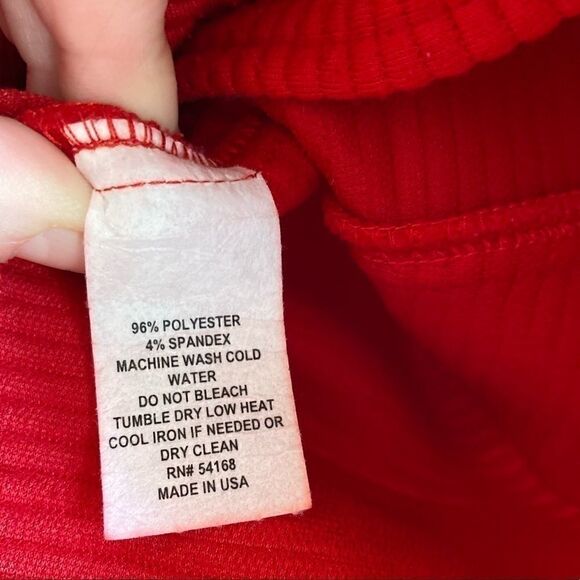 96% POLYESTER
4% SPANDEX
MACHINE WASH COLD
WATER
DO NOT BLEACH
TUMBLE DRY LOW HEAT
COOL IRON IF NEEDED OR
DRY CLEAN
RN# 54168
MADE IN USA